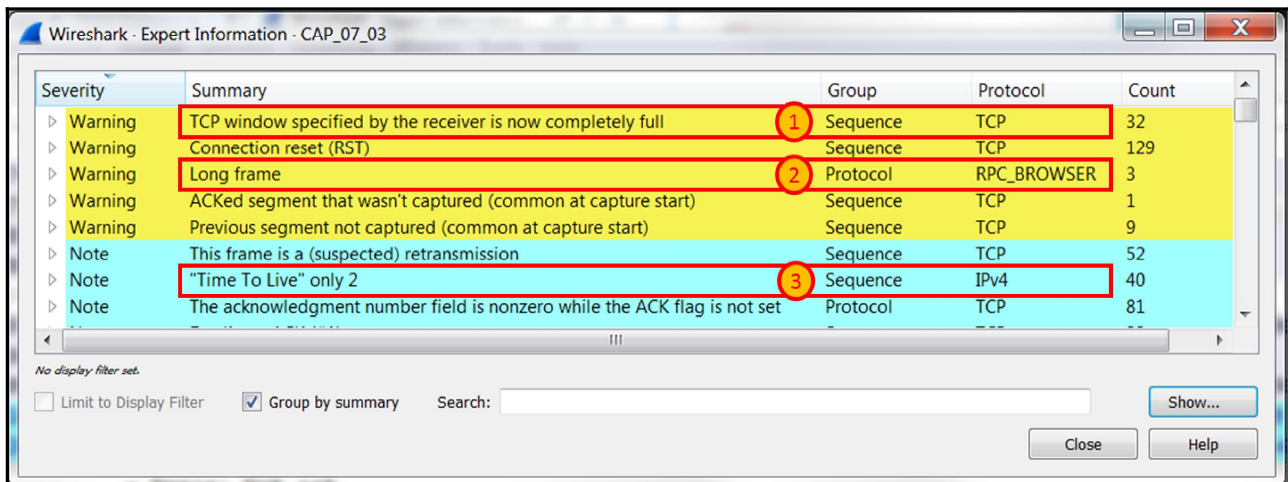 Wireshark · Expert Information · CAP_07_03
Severity Summary Group Protocol Count
Warning TCP window specified by the receiver is now completely full 1 Sequence TCP 32
Warning Connection reset (RST) Sequence TCP 129
Warning Long frame 2 Protocol RPC_BROWSER 3
Warning ACKed segment that wasn't captured (common at capture start) Sequence TCP 1
Warning Previous segment not captured (common at capture start) Sequence TCP 9
Note This frame is a (suspected) retransmission Sequence TCP 52
Note "Time To Live" only 2 3 Sequence IPv4 40
Note The acknowledgment number field is nonzero while the ACK flag is not set Protocol TCP 81
No display filter set.
Limit to Display Filter Group by summary Search: Show...
Close Help